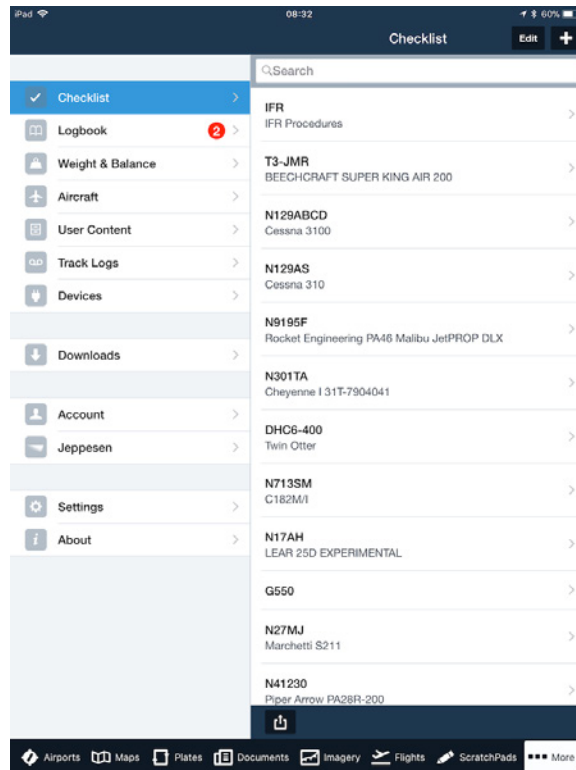 iPad 08:32 60%
Checklist Edit +
Search
Checklist
Logbook 2
Weight & Balance
Aircraft
User Content
Track Logs
Devices
Downloads
Account
Jeppesen
Settings
About
IFR
IFR Procedures
T3-JMR
BEECHCRAFT SUPER KING AIR 200
N129ABCD
Cessna 3100
N129AS
Cessna 310
N9195F
Rocket Engineering PA46 Malibu JetPROP DLX
N301TA
Cheyenne I 31T-7904041
DHC6-400
Twin Otter
N713SM
C182M/I
N17AH
LEAR 25D EXPERIMENTAL
G550
N27MJ
Marchetti S211
N41230
Piper Arrow PA28R-200
Airports Maps Plates Documents Imagery Flights ScratchPads More